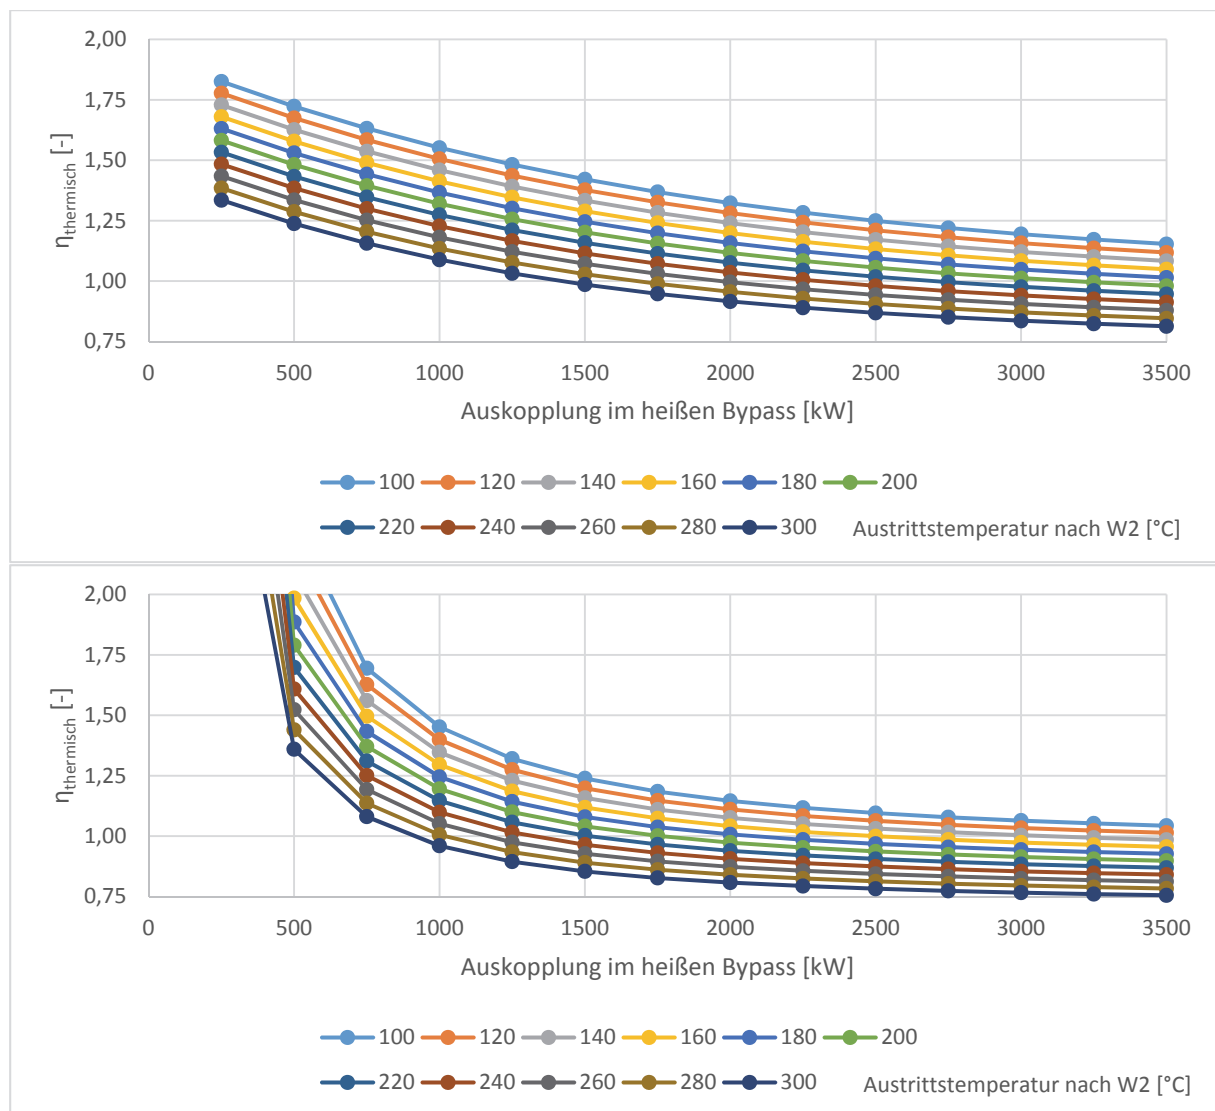 2,00
1,75
1,50
1,25
1,00
0,75
ηthermisch [-]
0 500 1000 1500 2000 2500 3000 3500
Auskopplung im heißen Bypass [kW]
100 120 140 160 180 200
220 240 260 280 300 Austrittstemperatur nach W2 [°C]
2,00
1,75
1,50
1,25
1,00
0,75
ηthermisch [-]
0 500 1000 1500 2000 2500 3000 3500
Auskopplung im heißen Bypass [kW]
100 120 140 160 180 200
220 240 260 280 300 Austrittstemperatur nach W2 [°C]